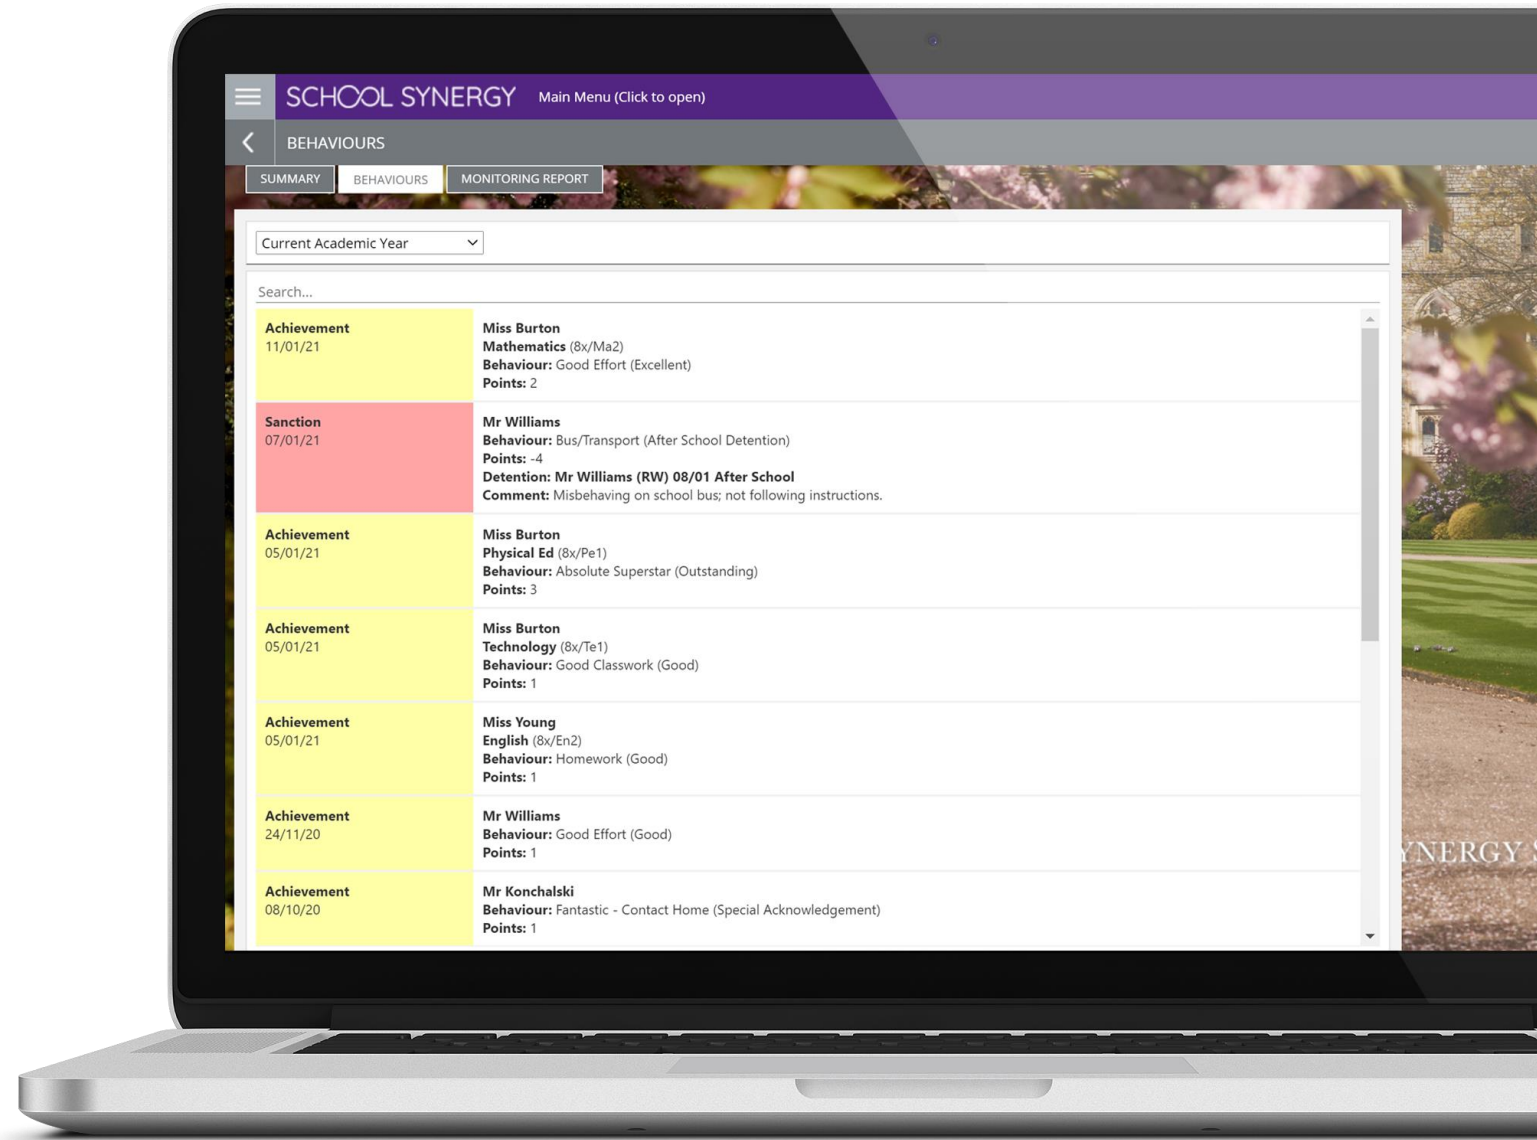 SCHOOL SYNERGY Main Menu (Click to open)
BEHAVIOURS
SUMMARY BEHAVIOURS MONITORING REPORT
Current Academic Year
Search...
Achievement
11/01/21
Miss Burton
Mathematics (8x/Ma2)
Behaviour: Good Effort (Excellent)
Points: 2
Sanction
07/01/21
Mr Williams
Behaviour: Bus/Transport (After School Detention)
Points: -4
Detention: Mr Williams (RW) 08/01 After School
Comment: Misbehaving on school bus; not following instructions.
Achievement
05/01/21
Miss Burton
Physical Ed (8x/Pe1)
Behaviour: Absolute Superstar (Outstanding)
Points: 3
Achievement
05/01/21
Miss Burton
Technology (8x/Te1)
Behaviour: Good Classwork (Good)
Points: 1
Achievement
05/01/21
Miss Young
English (8x/En2)
Behaviour: Homework (Good)
Points: 1
Achievement
24/11/20
Mr Williams
Behaviour: Good Effort (Good)
Points: 1
Achievement
08/10/20
Mr Konchalski
Behaviour: Fantastic - Contact Home (Special Acknowledgement)
Points: 1